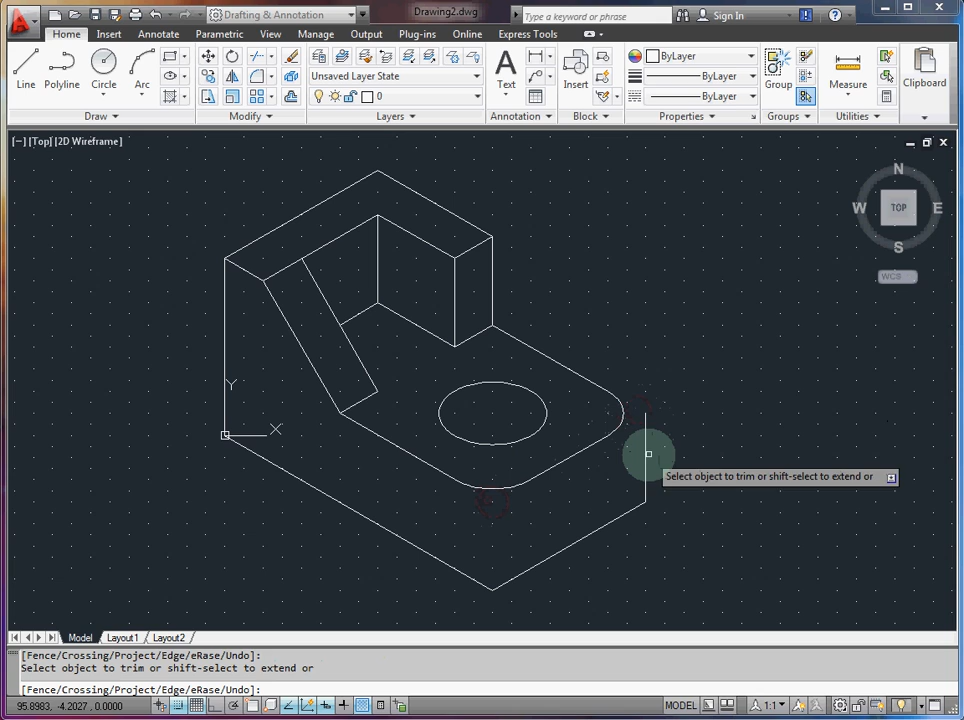 Drafting & Annotation
Drawing2.dwg
Type a keyword or phrase
Sign In
Home
Insert
Annotate
Parametric
View
Manage
Output
Plug-ins
Online
Express Tools
Line
Polyline
Circle
Arc
Draw
Modify
Unsaved Layer State
0
Layers
Text
Annotation
Insert
Block
ByLayer
ByLayer
ByLayer
Properties
Group
Groups
Measure
Utilities
Clipboard
[−][Top][2D Wireframe]
N
W
TOP
E
S
WCS
Y
X
Select object to trim or shift-select to extend or
Model
Layout1
Layout2
[Fence/Crossing/Project/Edge/eRase/Undo]:
Select object to trim or shift-select to extend or
[Fence/Crossing/Project/Edge/eRase/Undo]:
95.8983, -4.2027 , 0.0000
MODEL
1:1